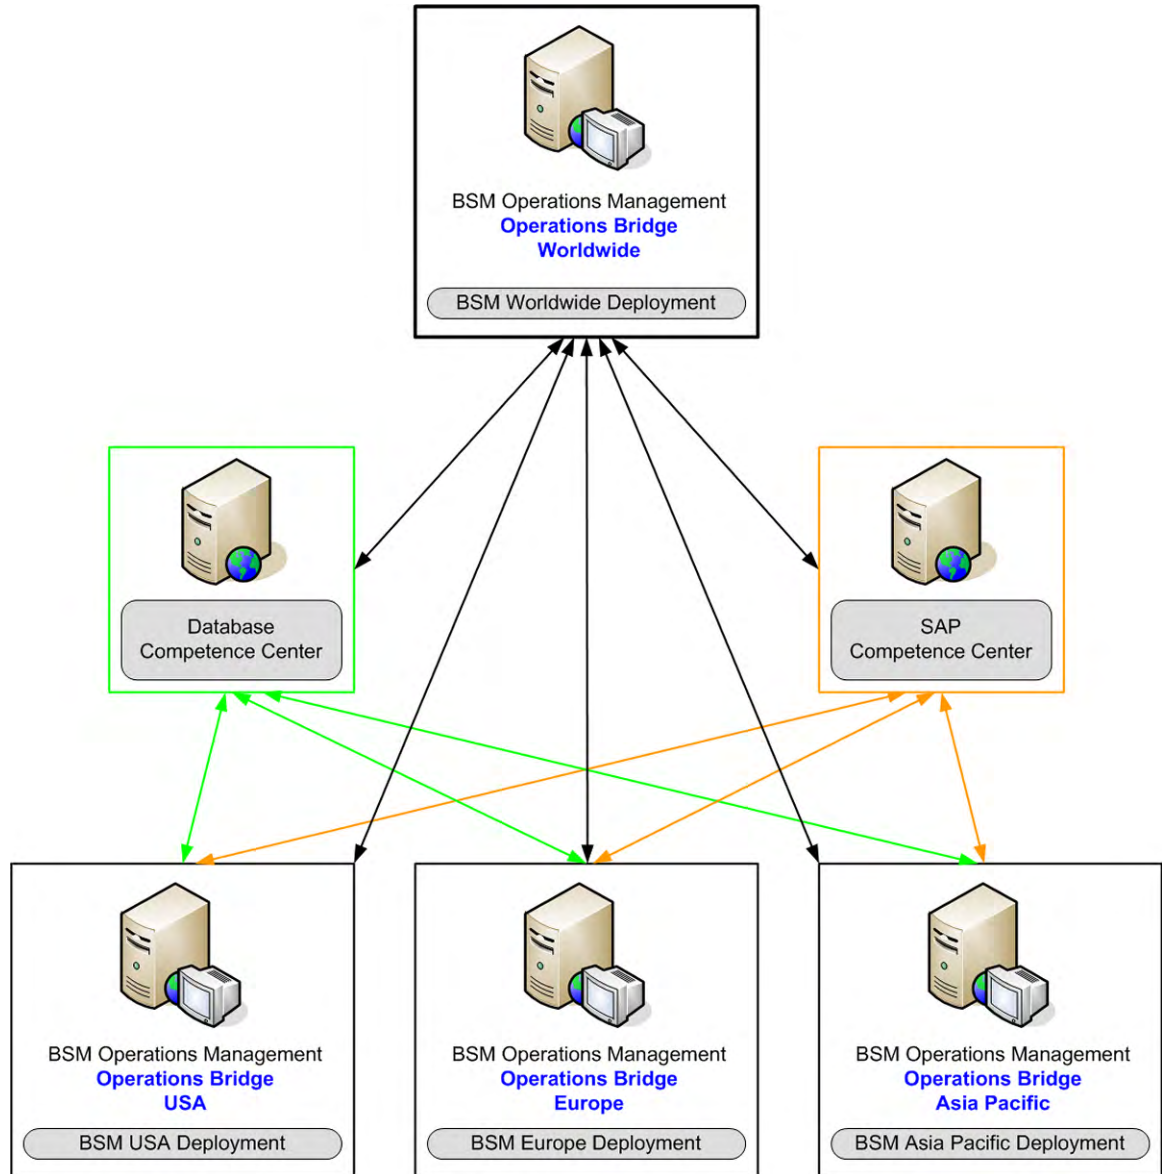 BSM Operations Management
Operations Bridge
Worldwide
BSM Worldwide Deployment
Database
Competence Center
SAP
Competence Center
BSM Operations Management
Operations Bridge
USA
BSM USA Deployment
BSM Operations Management
Operations Bridge
Europe
BSM Europe Deployment
BSM Operations Management
Operations Bridge
Asia Pacific
BSM Asia Pacific Deployment